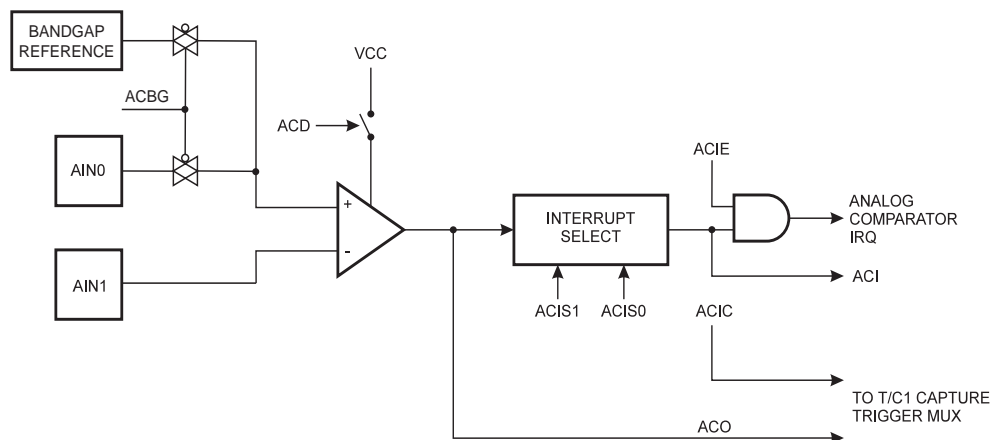 BANDGAP
REFERENCE
VCC
ACBG
ACD
AIN0
ACIE
+
ANALOG
COMPARATOR
IRQ
INTERRUPT
SELECT
-
AIN1
ACI
ACIS1
ACIS0
ACIC
TO T/C1 CAPTURE
TRIGGER MUX
ACO